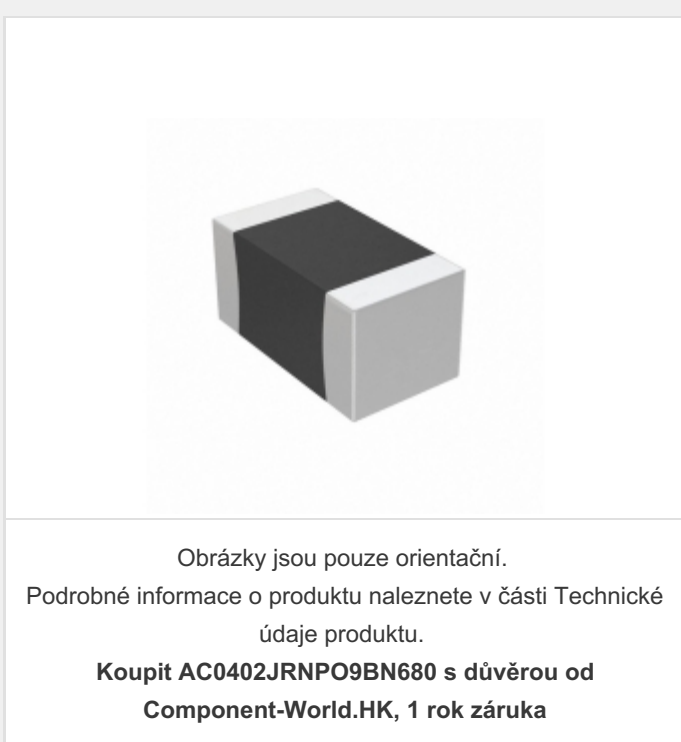 Obrázky jsou pouze orientační.
Podrobné informace o produktu naleznete v části Technické
údaje produktu.
Koupit AC0402JRNPO9BN680 s důvěrou od
Component-World.HK, 1 rok záruka